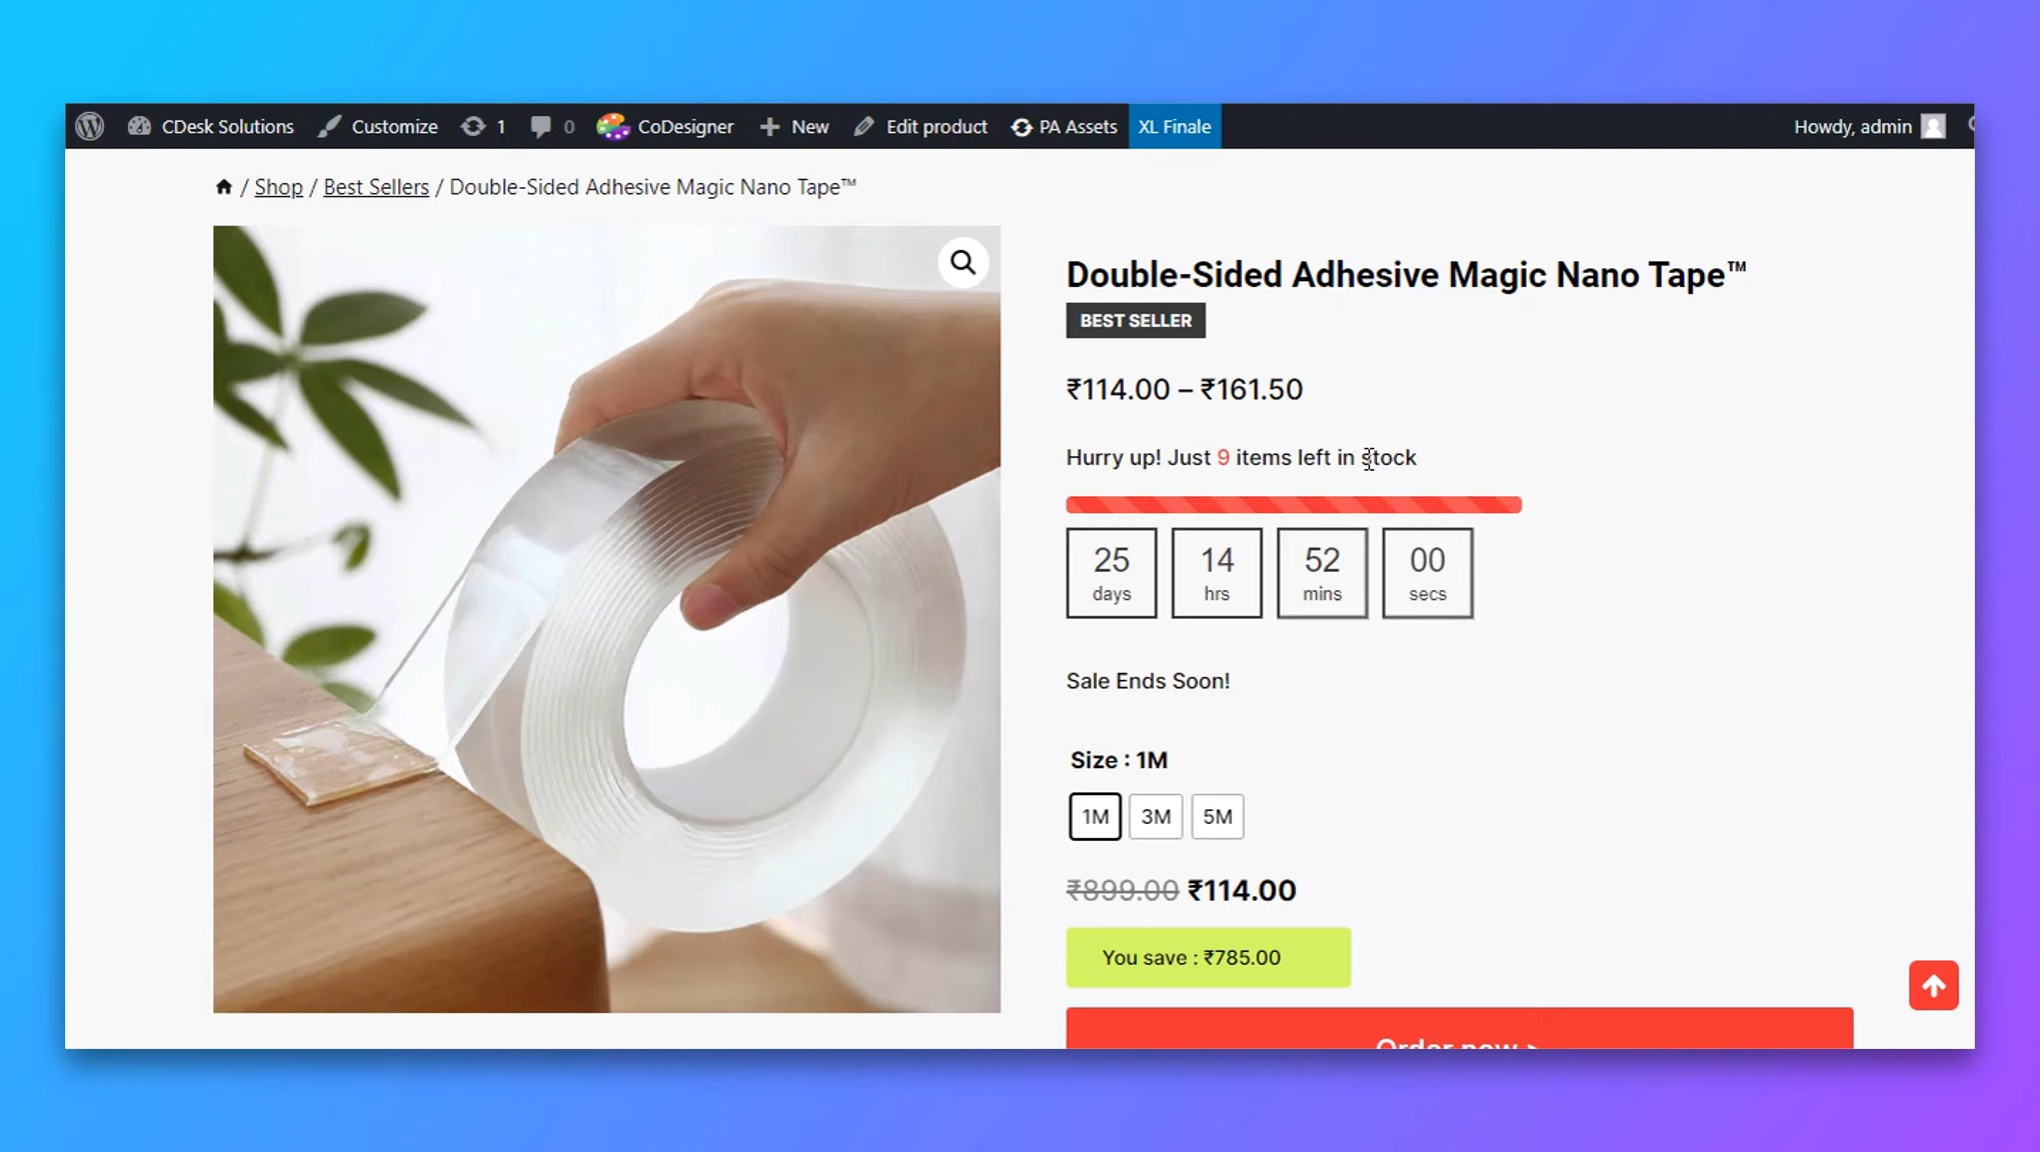 CDesk Solutions Customize 1 0 CoDesigner New Edit product PA Assets XL Finale Howdy, admin
/ Shop / Best Sellers / Double-Sided Adhesive Magic Nano Tape™
Double-Sided Adhesive Magic Nano Tape™
BEST SELLER
₹114.00 – ₹161.50
Hurry up! Just 9 items left in stock
25 14 52 00
days hrs mins secs
Sale Ends Soon!
Size : 1M
1M 3M 5M
₹899.00 ₹114.00
You save : ₹785.00
Order now >